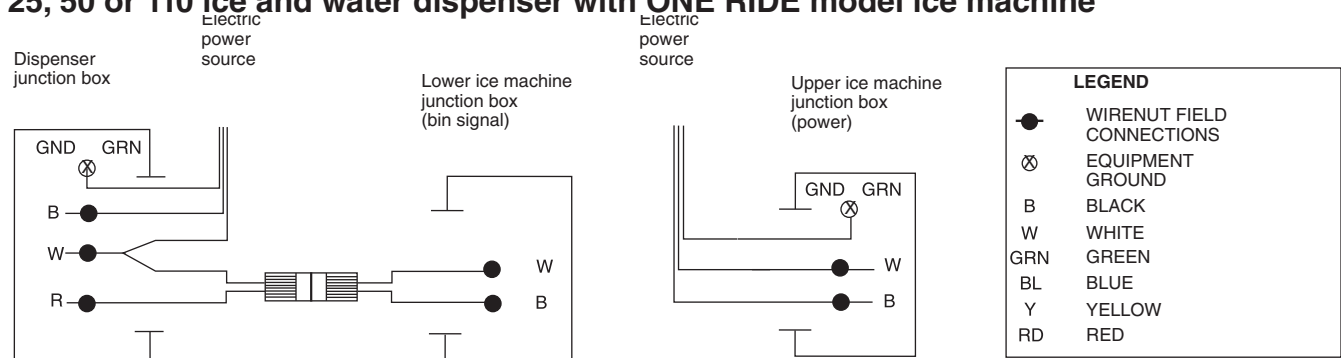 25, 50 or 110 ice and water dispenser with ONE RIDE model ice machine
Electric
power
source
Dispenser
junction box
GND GRN
B
W
R
Lower ice machine
junction box
(bin signal)
W
B
Electric
power
source
Upper ice machine
junction box
(power)
GND GRN
W
B
LEGEND
WIRENUT FIELD
CONNECTIONS
EQUIPMENT
GROUND
B BLACK
W WHITE
GRN GREEN
BL BLUE
Y YELLOW
RD RED